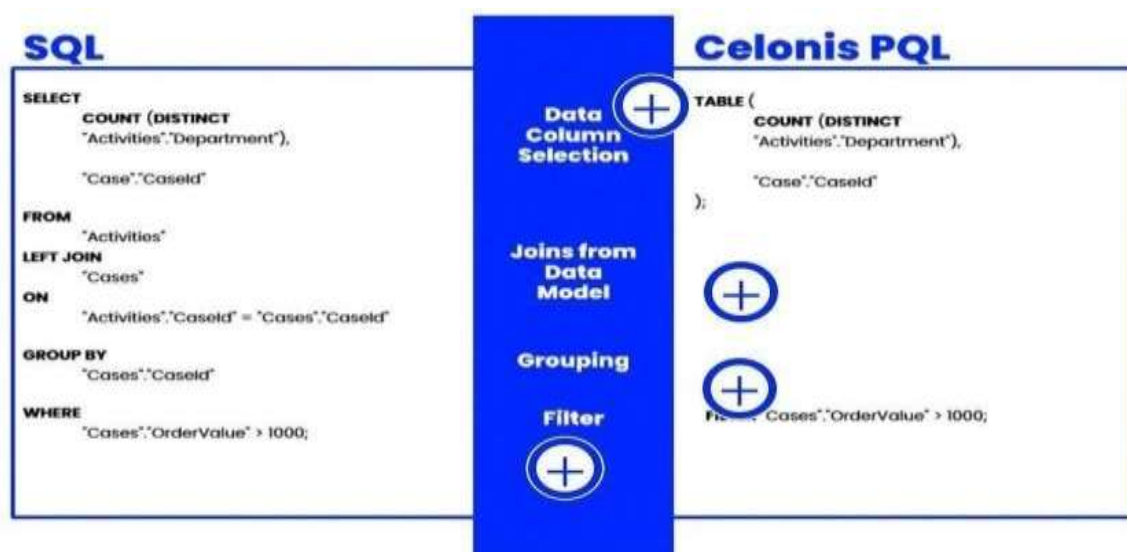 SQL
SELECT
COUNT (DISTINCT
"Activities"."Department"),
"Case"."CaseId"
FROM
"Activities"
LEFT JOIN
"Cases"
ON
"Activities"."CaseId" = "Cases"."CaseId"
GROUP BY
"Cases"."CaseId"
WHERE
"Cases"."OrderValue" > 1000;
Data
Column
Selection
Joins from
Data
Model
Grouping
Filter
Celonis PQL
TABLE (
COUNT (DISTINCT
"Activities"."Department"),
"Case"."CaseId"
);
"Cases"."OrderValue" > 1000;